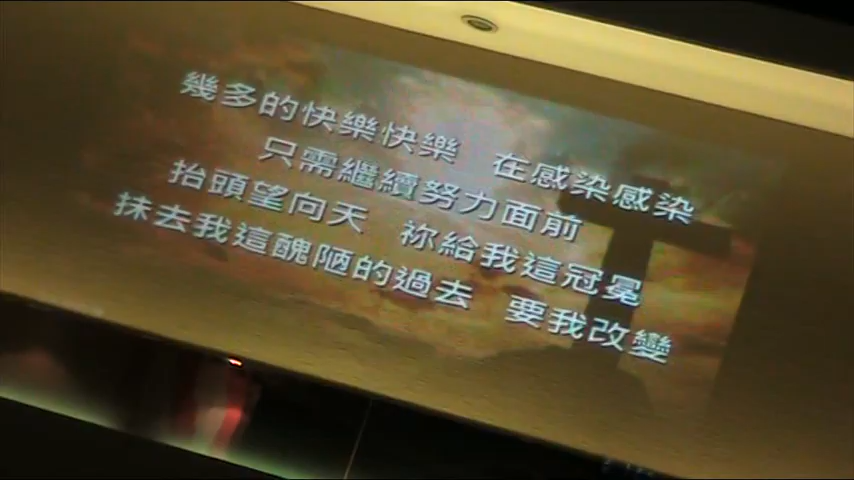 幾多的快樂快樂　在感染感染
只需繼續努力面前
抬頭望向天　祢給我這冠冕
抹去我這醜陋的過去　要我改變